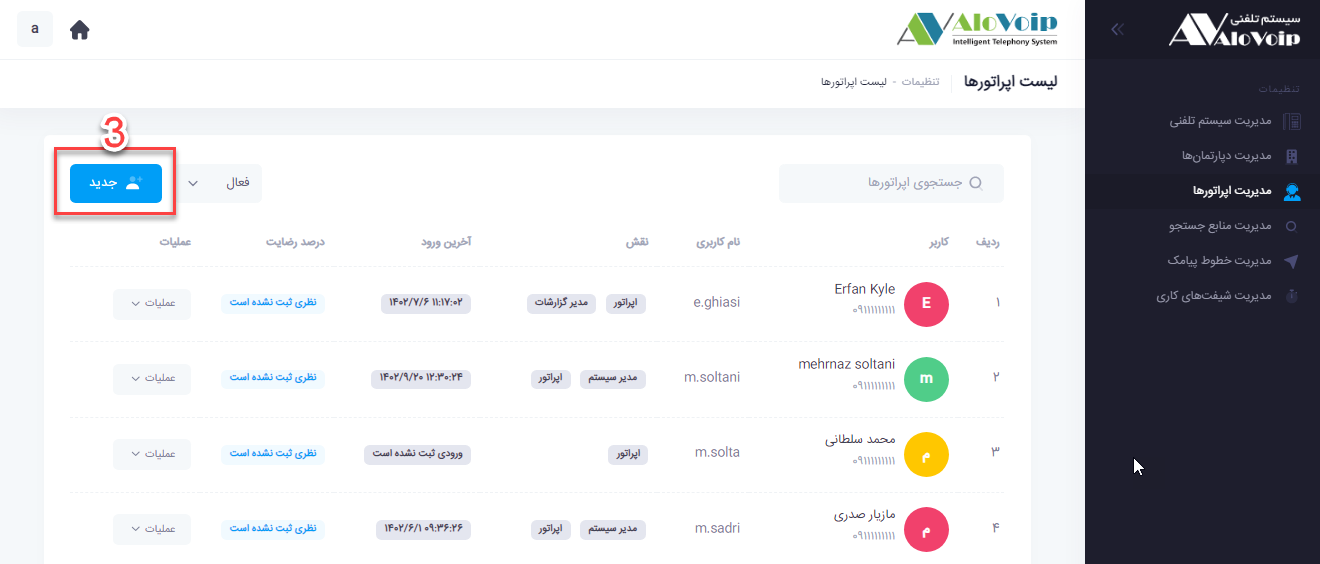 سیستم تلفنی
AloVoip
تنظیمات
مدیریت سیستم تلفنی
مدیریت دپارتمان‌ها
مدیریت اپراتورها
مدیریت منابع جستجو
مدیریت خطوط پیامک
مدیریت شیفت‌های کاری
AloVoip
Intelligent Telephony System
a
لیست اپراتورها
تنظیمات - لیست اپراتورها
3
جستجوی اپراتورها
فعال
جدید
ردیف کاربر نام کاربری نقش آخرین ورود درصد رضایت عملیات
۱ E Erfan Kyle e.ghiasi اپراتور مدیر گزارشات ۱۴۰۲/۷/۶ ۱۱:۱۷:۰۲ نظری ثبت نشده است عملیات
۰۹۱۱۱۱۱۱۱۱۱
۲ m mehrnaz soltani m.soltani مدیر سیستم اپراتور ۱۴۰۲/۹/۲۰ ۱۲:۳۰:۲۴ نظری ثبت نشده است عملیات
۰۹۱۱۱۱۱۱۱۱۱
۳ م محمد سلطانی m.solta اپراتور ورودی ثبت نشده است نظری ثبت نشده است عملیات
۰۹۱۱۱۱۱۱۱۱۱
۴ م مازیار صدری m.sadri مدیر سیستم اپراتور ۱۴۰۲/۶/۱ ۰۹:۳۶:۲۶ نظری ثبت نشده است عملیات
۰۹۱۱۱۱۱۱۱۱۱